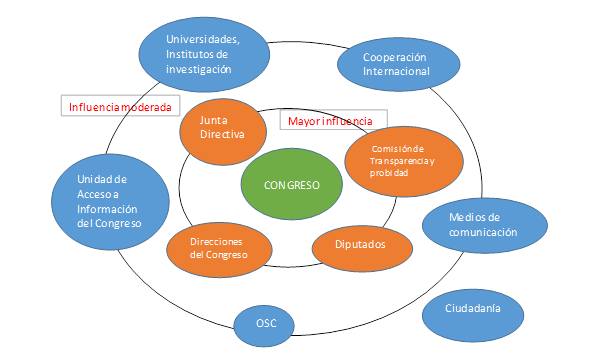 Universidades,
Institutos de
investigación
Cooperación
Internacional
Influencia moderada
Junta
Directiva
Mayor influencia
Comisión de
Transparencia y
probidad
CONGRESO
Unidad de
Acceso a
Información
del Congreso
Medios de
comunicación
Direcciones
del Congreso
Diputados
OSC
Ciudadanía